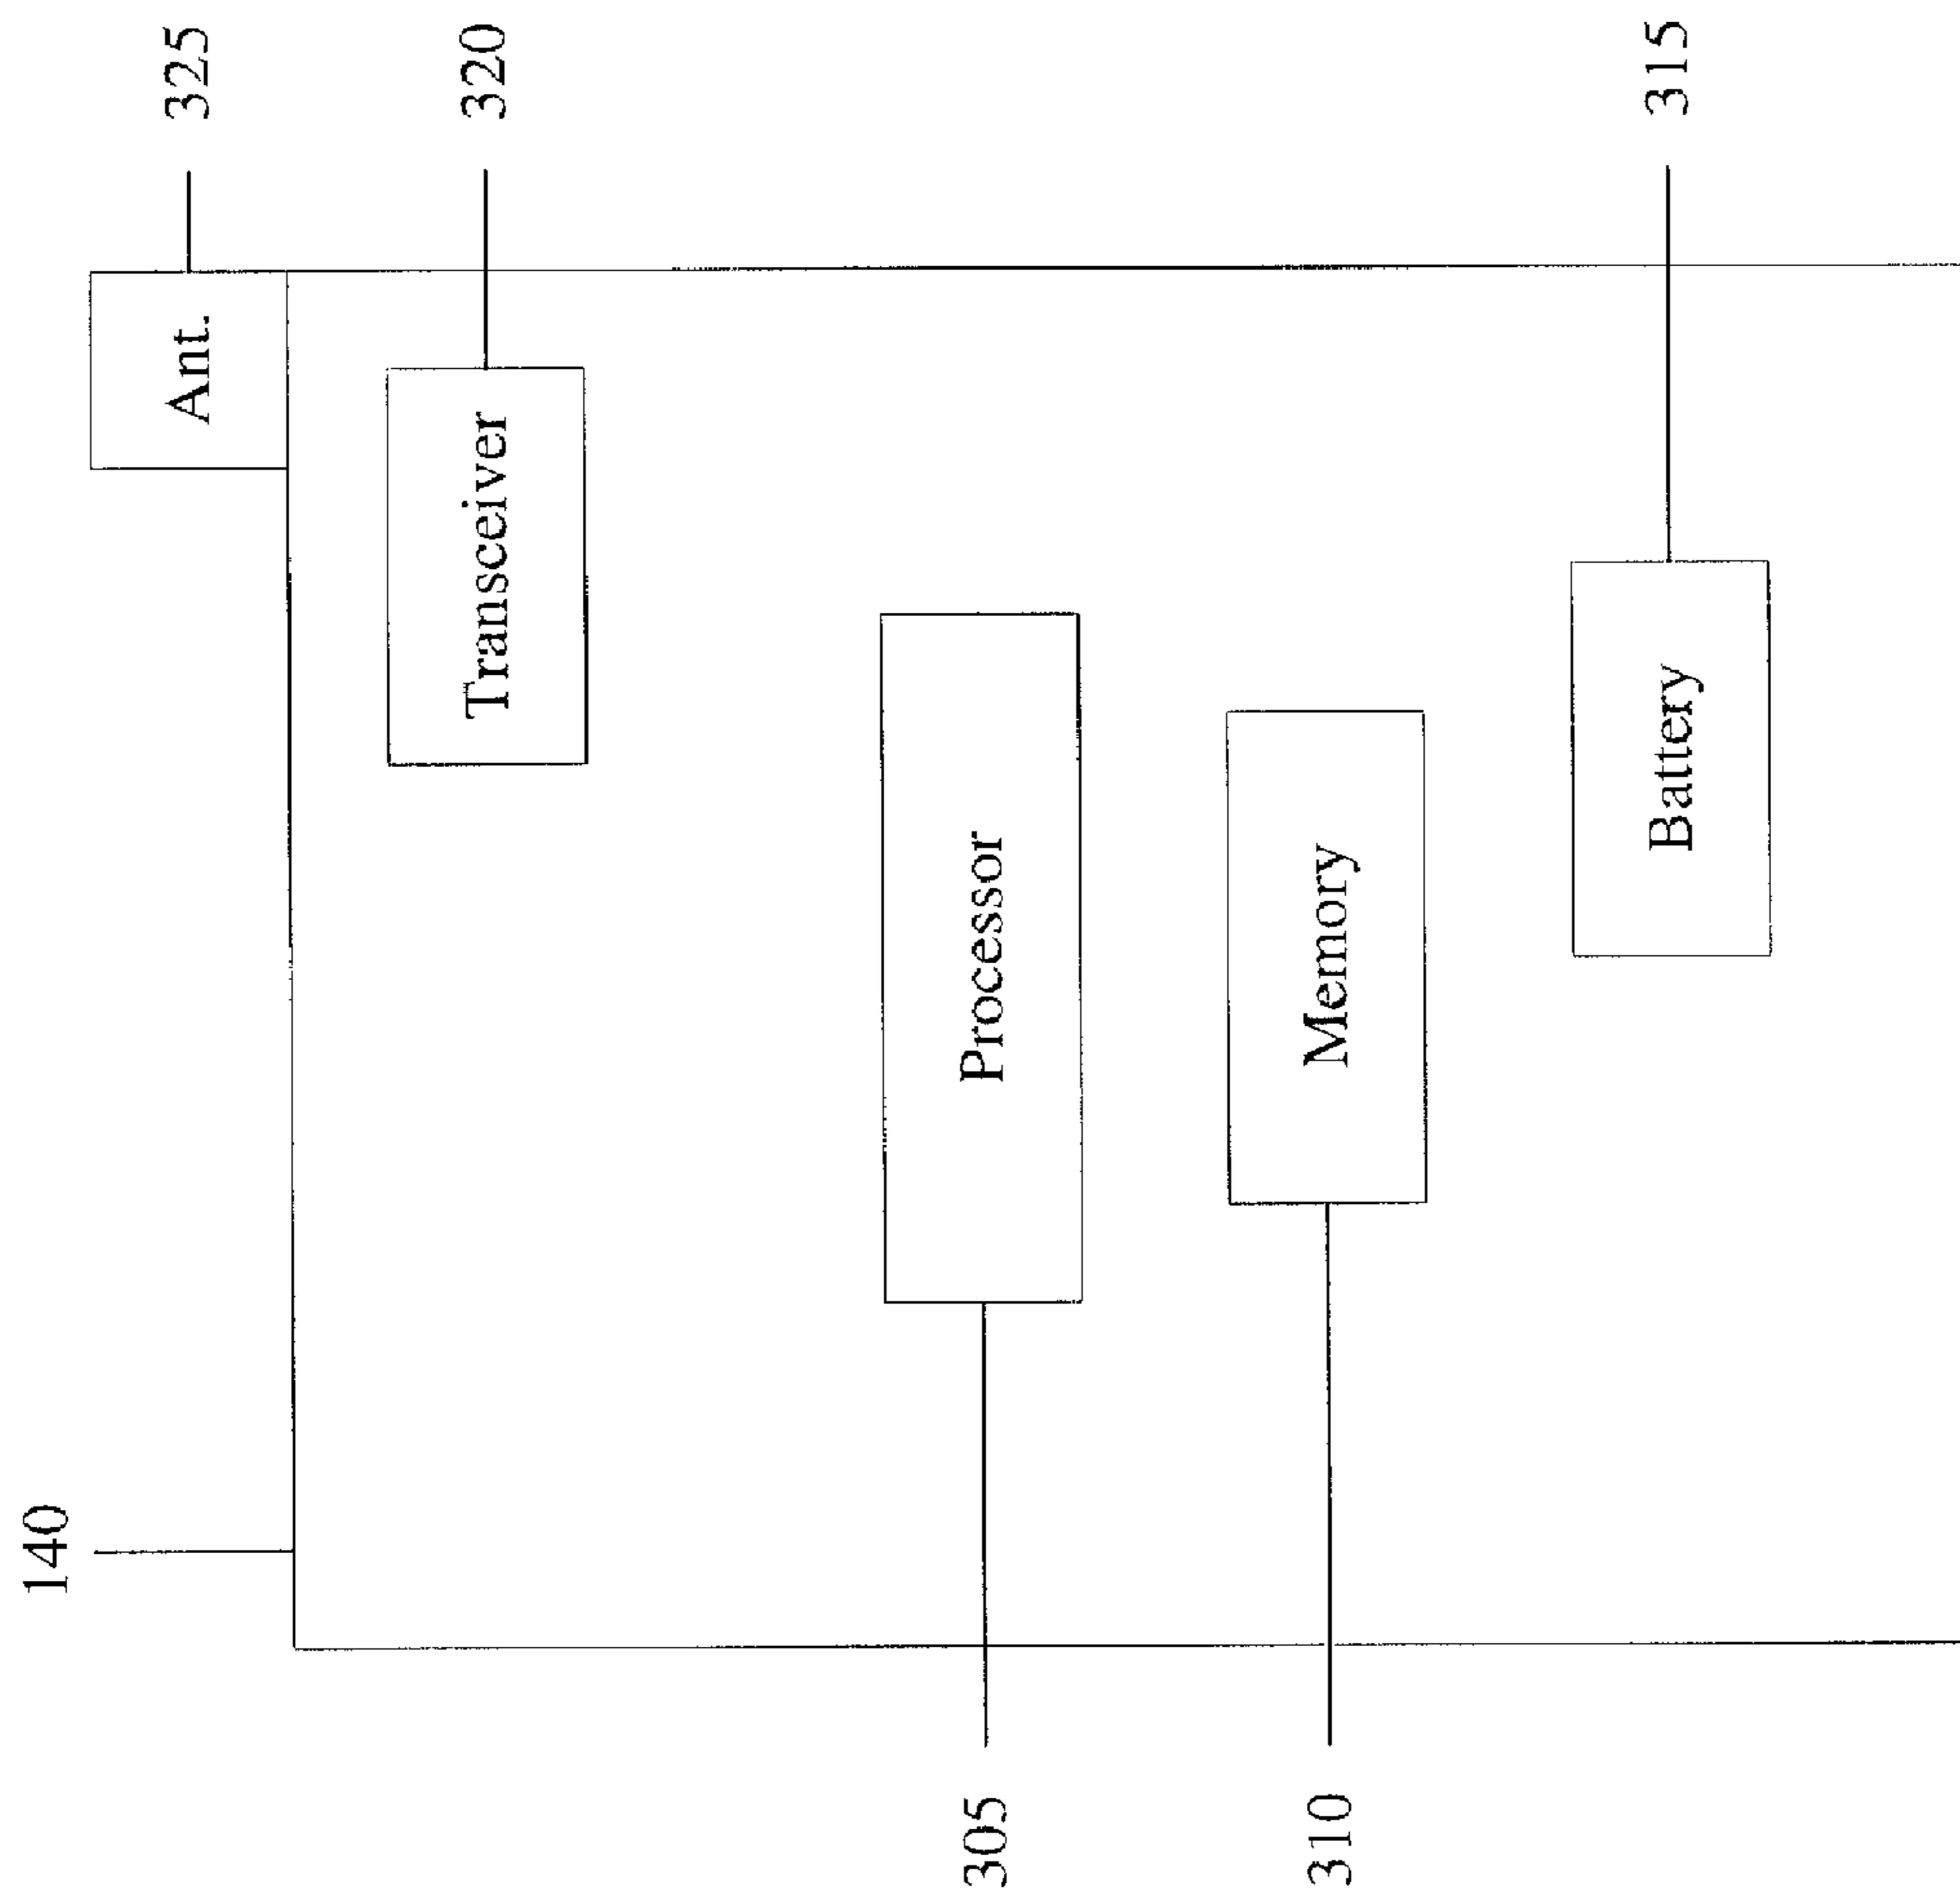 325
Ant.
320
Transceiver
140
305
Processor
310
Memory
315
Battery